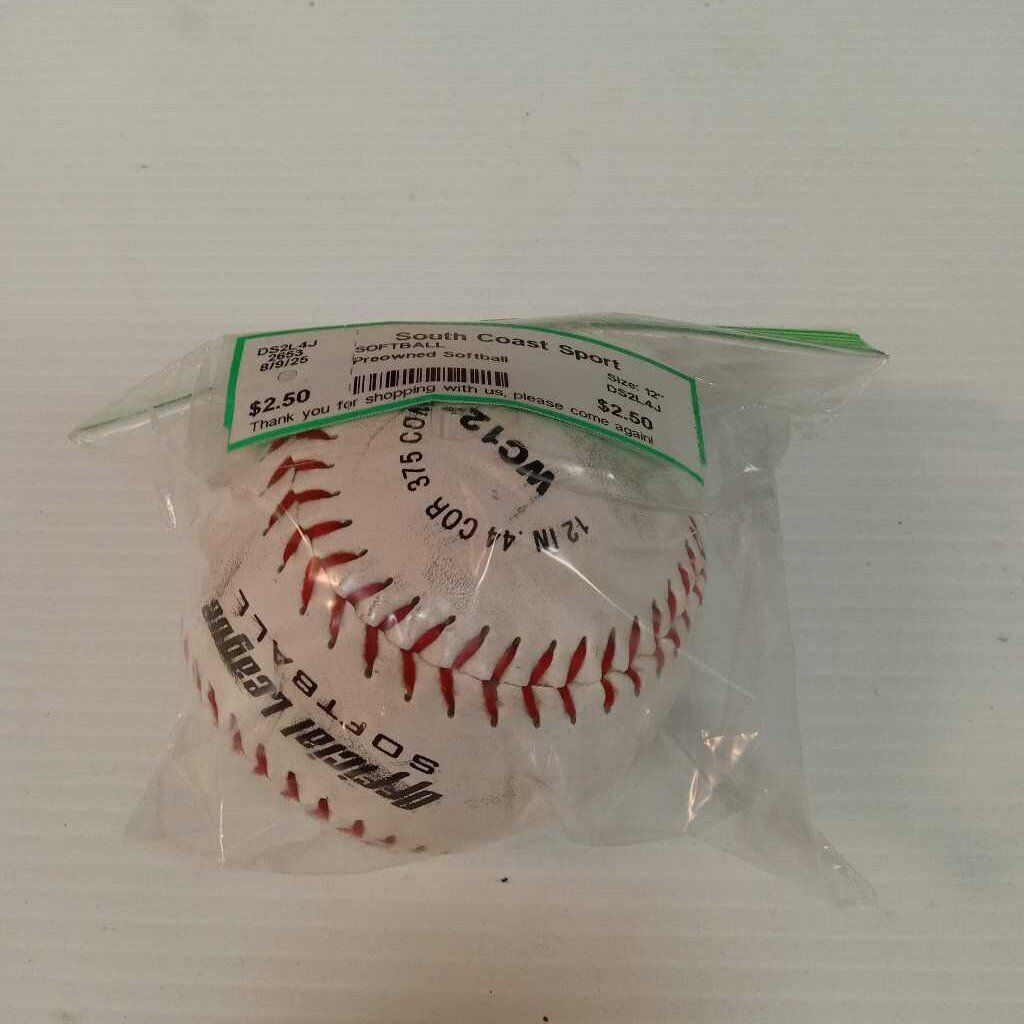 DS2L4J
2653
8/9/25
$2.50
South Coast Sport
SOFTBALL
Preowned Softball
Size: 12"
DS2L4J
$2.50
Thank you for shopping with us, please come again!
WC12
12 IN .44 COR 375
Official League
SOFTBALL